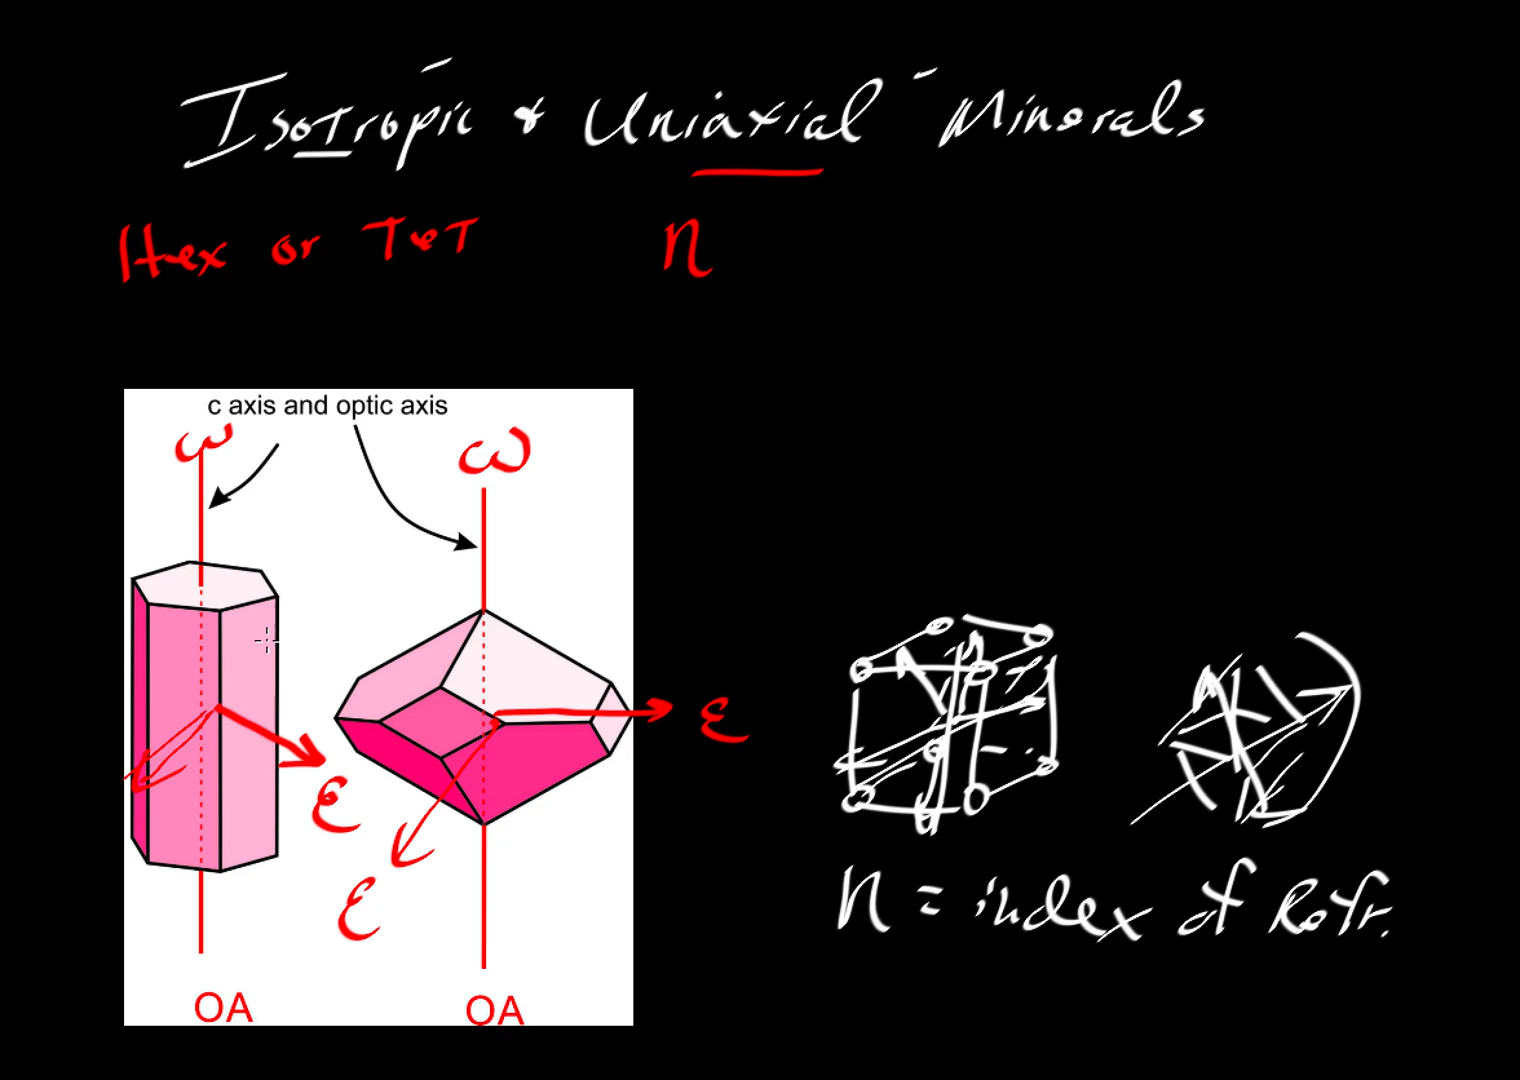 Isotropic & Uniaxial Minerals
Hex or Tet
n
c axis and optic axis
ω ω
ε
ε
ε
n = index of Refr.
OA OA